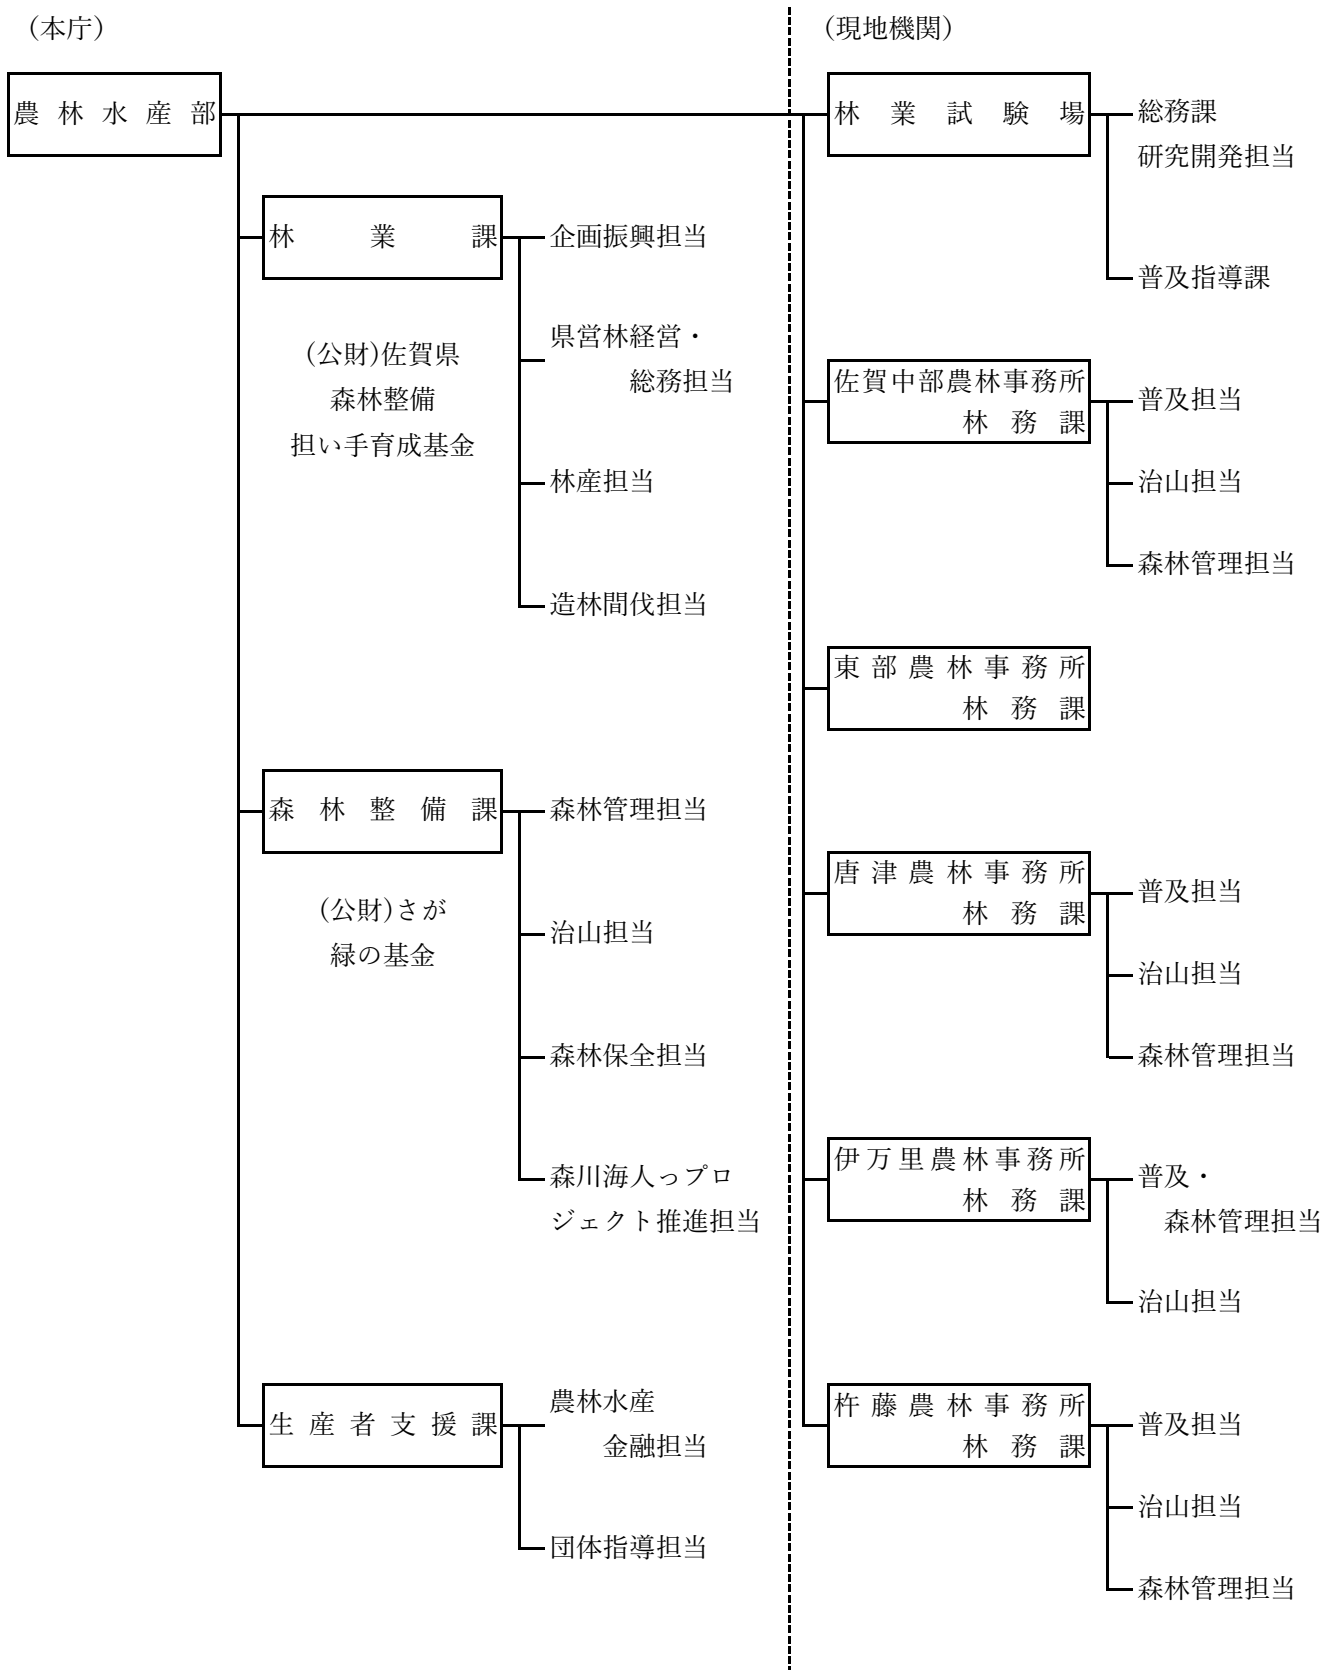 (本庁)
農林水産部
林業課
企画振興担当
県営林経営・
総務担当
(公財)佐賀県
森林整備
担い手育成基金
林産担当
造林間伐担当
森林整備課
森林管理担当
(公財)さが
緑の基金
治山担当
森林保全担当
森川海人っプロ
ジェクト推進担当
生産者支援課
農林水産
金融担当
団体指導担当
(現地機関)
林業試験場
総務課
研究開発担当
普及指導課
佐賀中部農林事務所
林務課
普及担当
治山担当
森林管理担当
東部農林事務所
林務課
唐津農林事務所
林務課
普及担当
治山担当
森林管理担当
伊万里農林事務所
林務課
普及・
森林管理担当
治山担当
杵藤農林事務所
林務課
普及担当
治山担当
森林管理担当